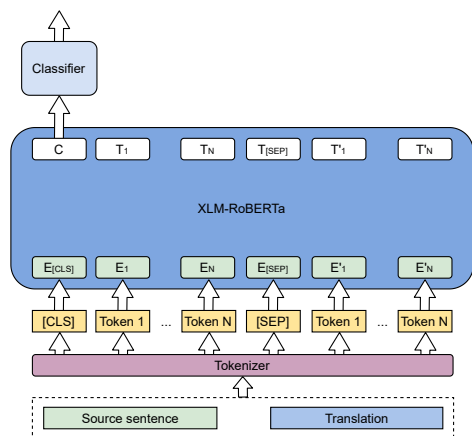 Classifier
C T1 TN T[SEP] T'1 T'N
XLM-RoBERTa
E[CLS] E1 EN E[SEP] E'1 E'N
[CLS] Token 1 ... Token N [SEP] Token 1 ... Token N
Tokenizer
Source sentence Translation